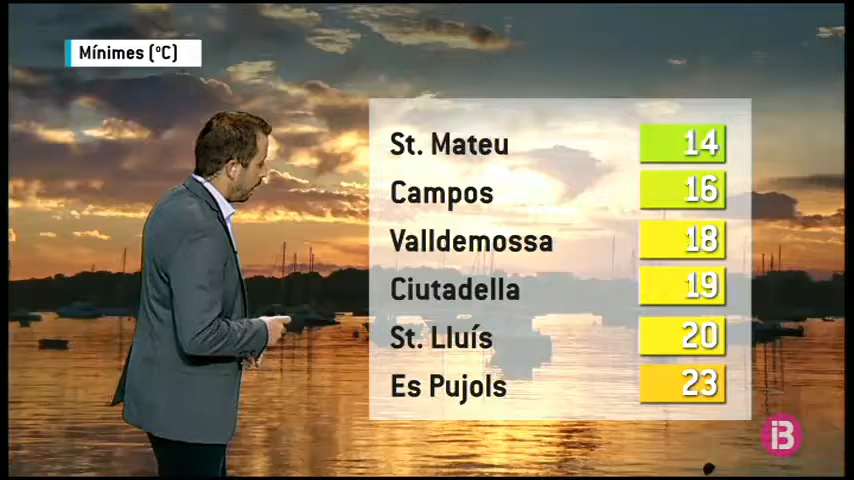 Mínimes (ºC)
St. Mateu 14
Campos 16
Valldemossa 18
Ciutadella 19
St. Lluís 20
Es Pujols 23
iB